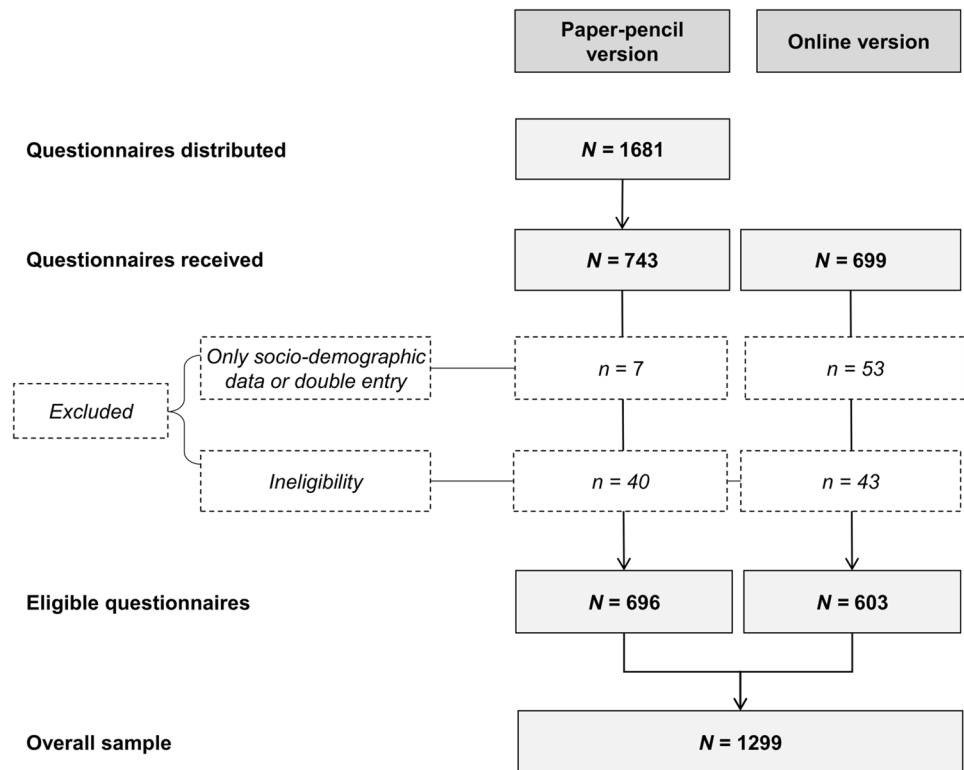 Paper-pencil
version
Online version
Questionnaires distributed
N = 1681
Questionnaires received
N = 743
N = 699
Only socio-demographic
data or double entry
n = 7
n = 53
Excluded
Ineligibility
n = 40
n = 43
Eligible questionnaires
N = 696
N = 603
Overall sample
N = 1299